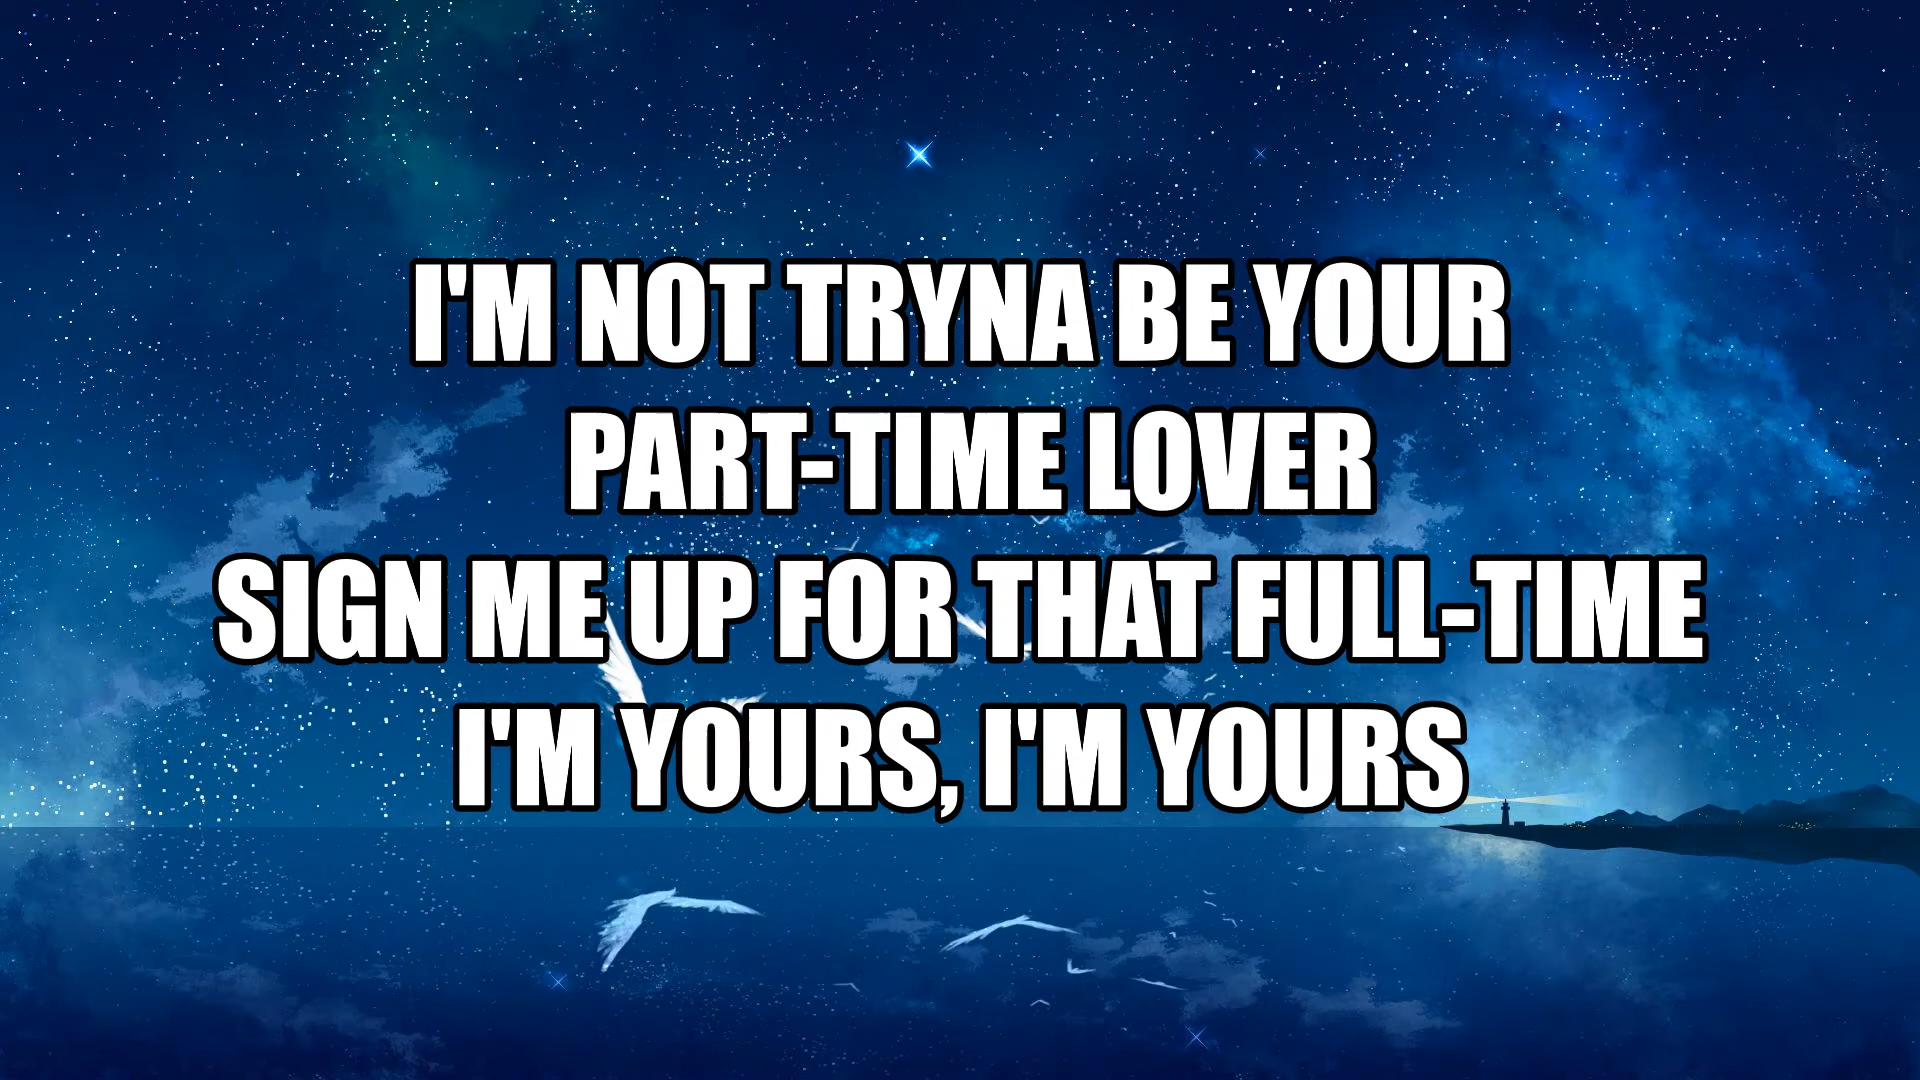 I'M NOT TRYNA BE YOUR
PART-TIME LOVER
SIGN ME UP FOR THAT FULL-TIME
I'M YOURS, I'M YOURS